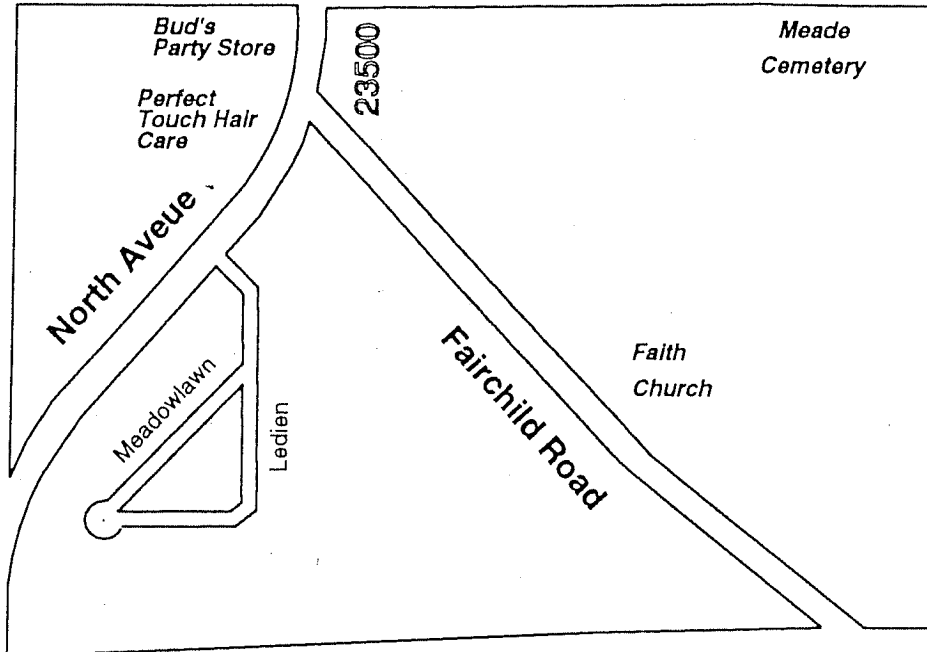 Bud's
Party Store
Meade
Cemetery
23500
Perfect
Touch Hair
Care
North Aveue
Fairchild Road
Faith
Church
Meadowlawn
Ledien